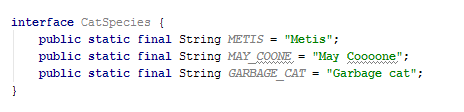 interface CatSpecies {
    public static final String METIS = "Metis";
    public static final String MAY_COONE = "May Coooone";
    public static final String GARBAGE_CAT = "Garbage cat";
}